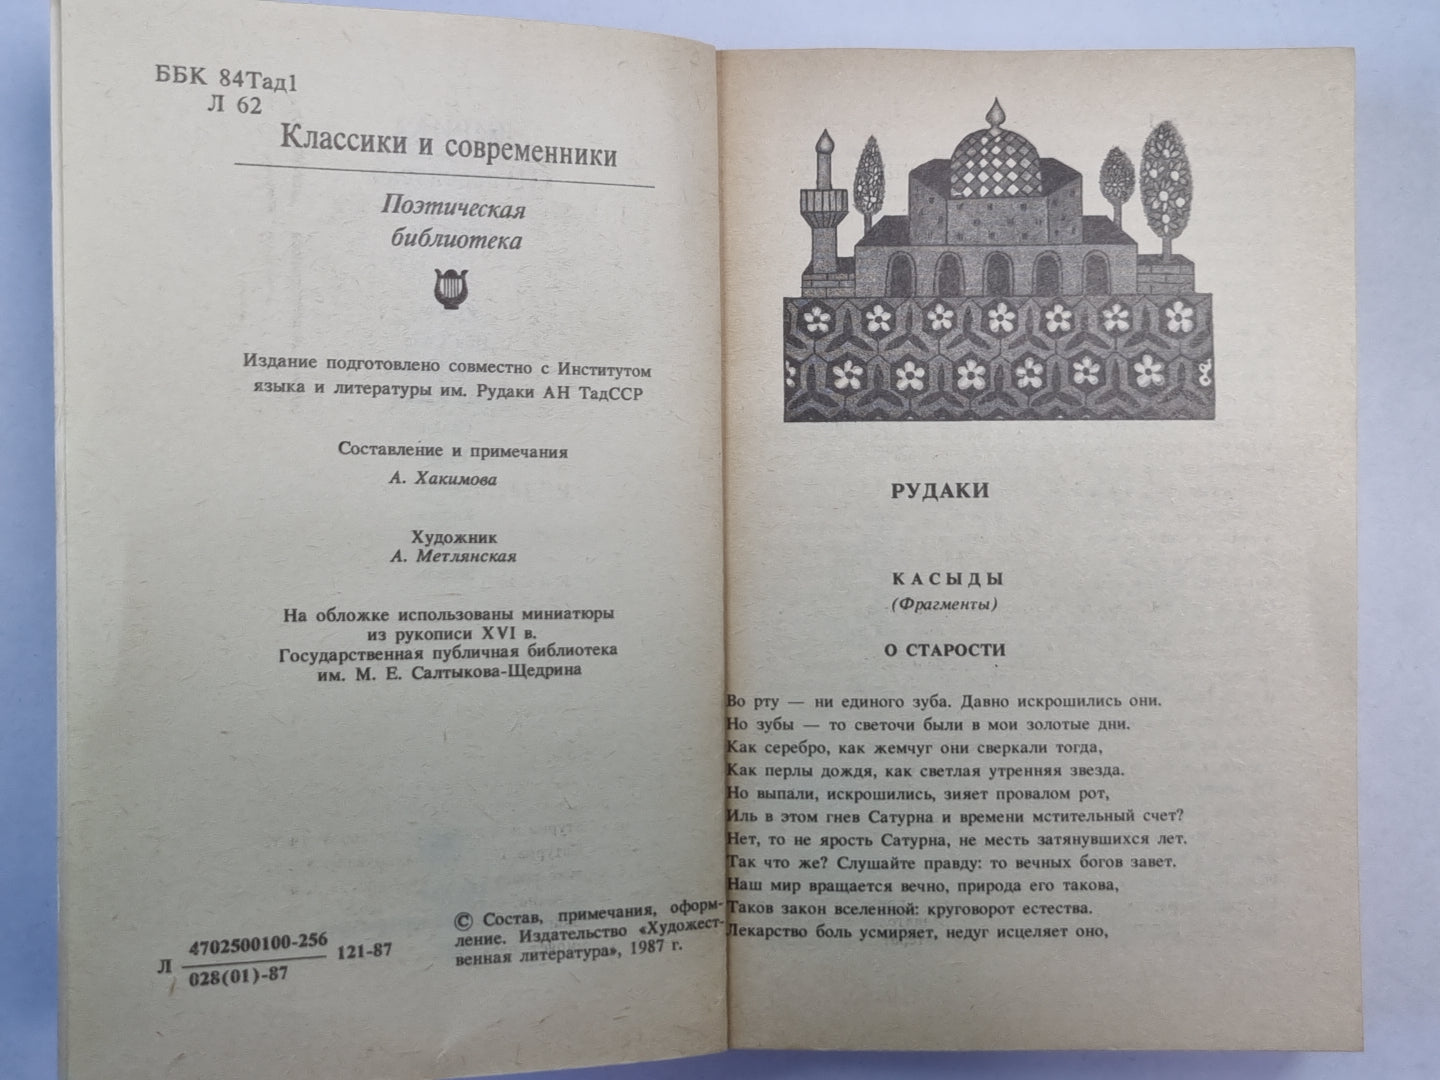 ББК 84Тад1
Л 62
Классики и современники
Поэтическая
библиотека
Издание подготовлено совместно с Институтом
языка и литературы им. Рудаки АН ТадССР
Составление и примечания
А. Хакимова
Художник
А. Метлянская
На обложке использованы миниатюры
из рукописи XVI в.
Государственная публичная библиотека
им. М. Е. Салтыкова-Щедрина
Л 4702500100-256 121-87
028(01)-87
© Состав, примечания, оформ-
ление. Издательство «Художест-
венная литература», 1987 г.
РУДАКИ
КАСЫДЫ
(Фрагменты)
О СТАРОСТИ
Во рту — ни единого зуба. Давно искрошились они.
Но зубы — то светочи были в мои золотые дни.
Как серебро, как жемчуг они сверкали тогда,
Как перлы дождя, как светлая утренняя звезда.
Но выпали, искрошились, зияет провалом рот,
Иль в этом гнев Сатурна и времени мстительный счет?
Нет, то не ярость Сатурна, не месть затянувшихся лет.
Так что же? Слушайте правду: то вечных богов завет.
Наш мир вращается вечно, природа его такова,
Таков закон вселенной: круговорот естества.
Лекарство боль усмиряет, недуг исцеляет оно,